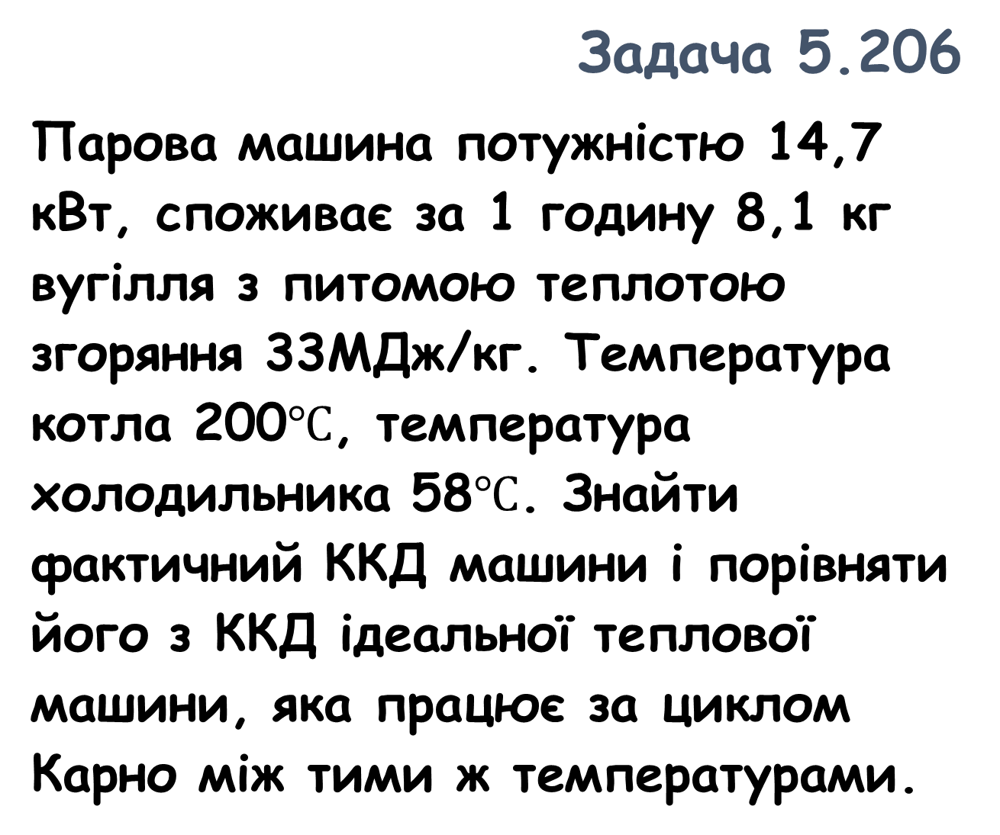 Задача 5.206
Парова машина потужністю 14,7
кВт, споживає за 1 годину 8,1 кг
вугілля з питомою теплотою
згоряння 33МДж/кг. Температура
котла 200℃, температура
холодильника 58℃. Знайти
фактичний ККД машини і порівняти
його з ККД ідеальної теплової
машини, яка працює за циклом
Карно між тими ж температурами.